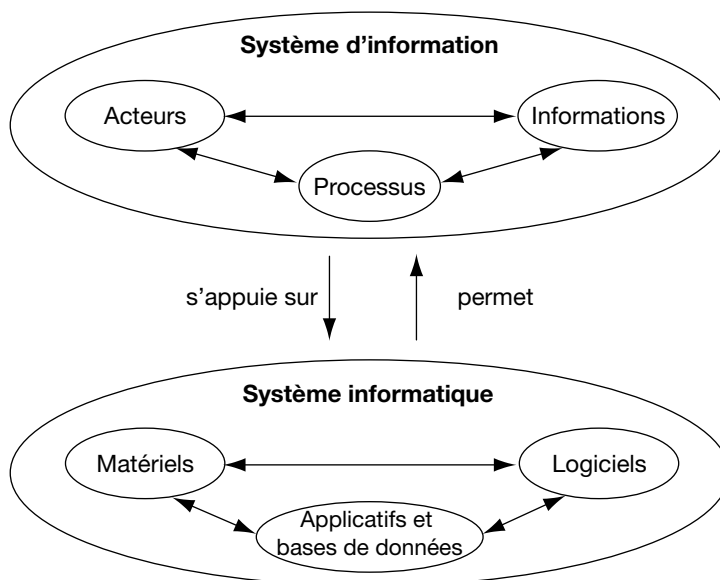 Système d’information
Acteurs
Informations
Processus
s’appuie sur
permet
Système informatique
Matériels
Logiciels
Applicatifs et
bases de données